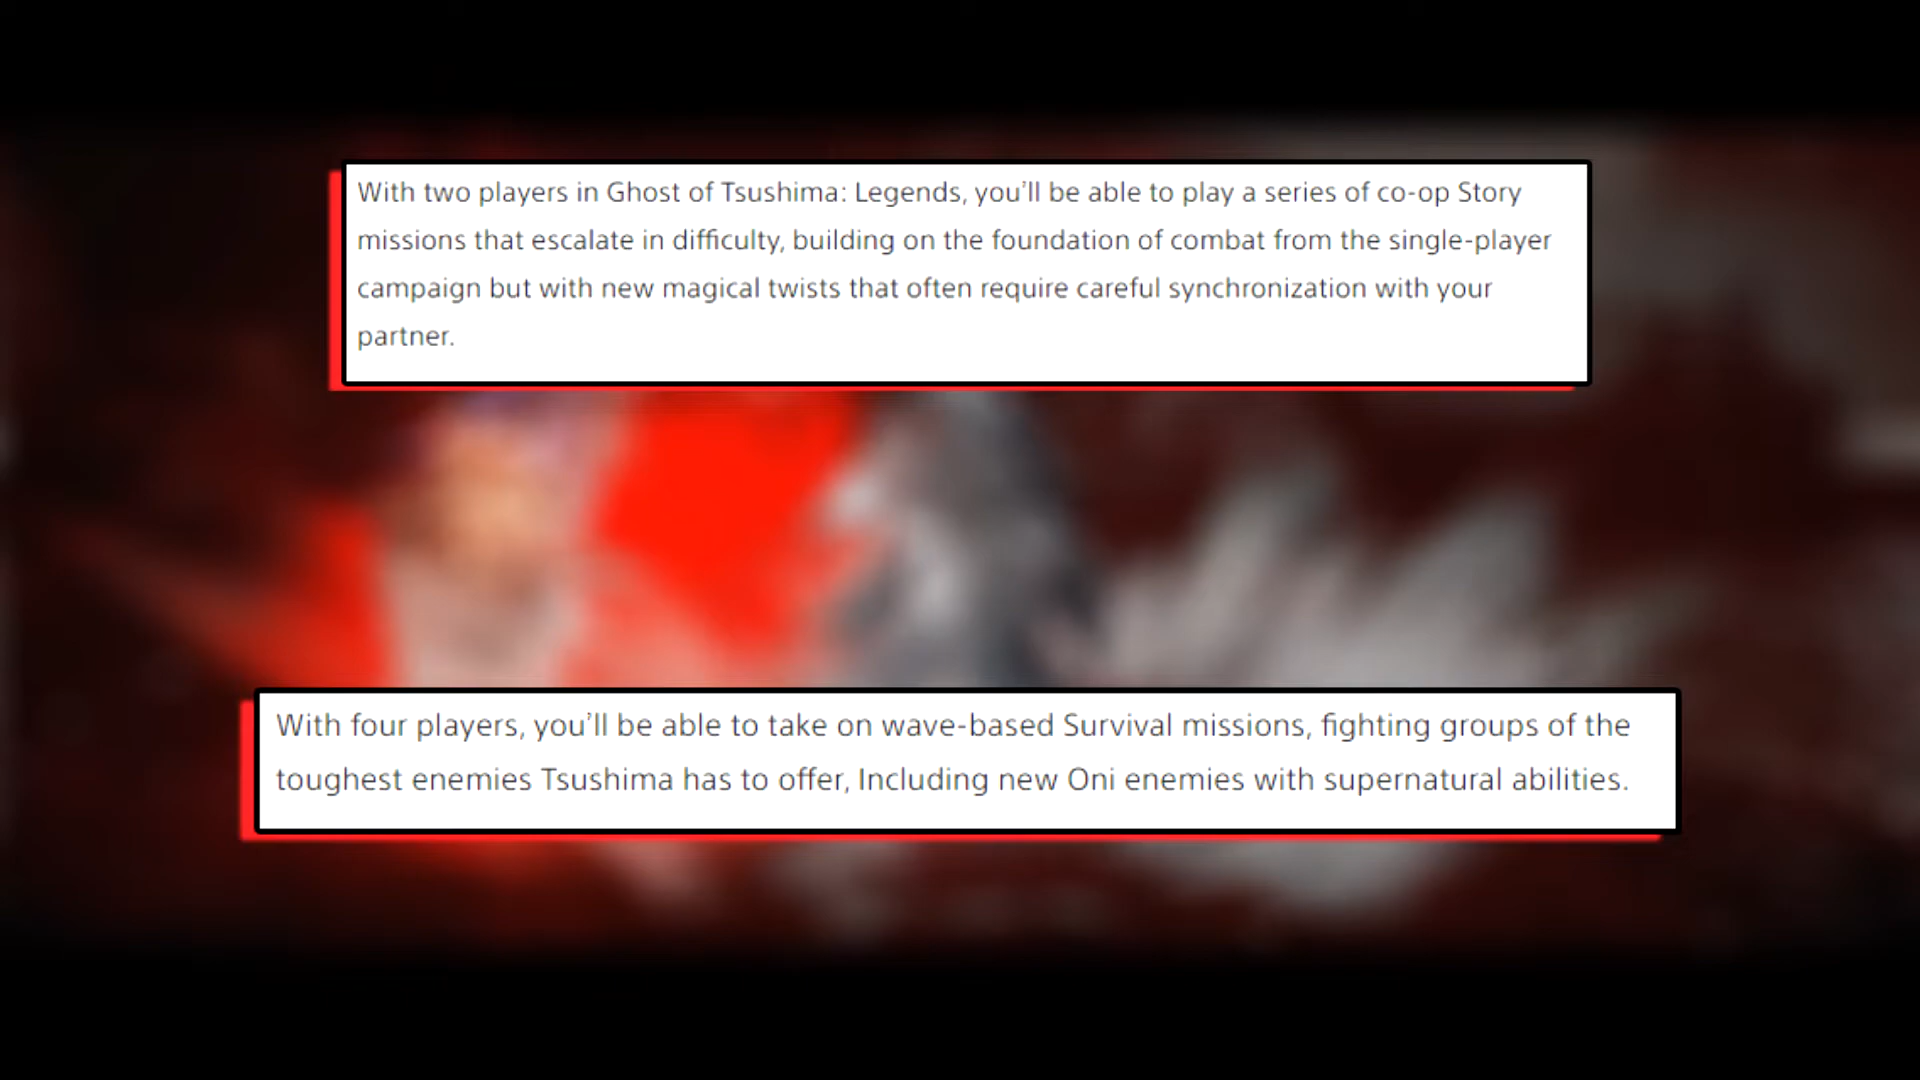 With two players in Ghost of Tsushima: Legends, you’ll be able to play a series of co-op Story
missions that escalate in difficulty, building on the foundation of combat from the single-player
campaign but with new magical twists that often require careful synchronization with your
partner.
With four players, you’ll be able to take on wave-based Survival missions, fighting groups of the
toughest enemies Tsushima has to offer, Including new Oni enemies with supernatural abilities.